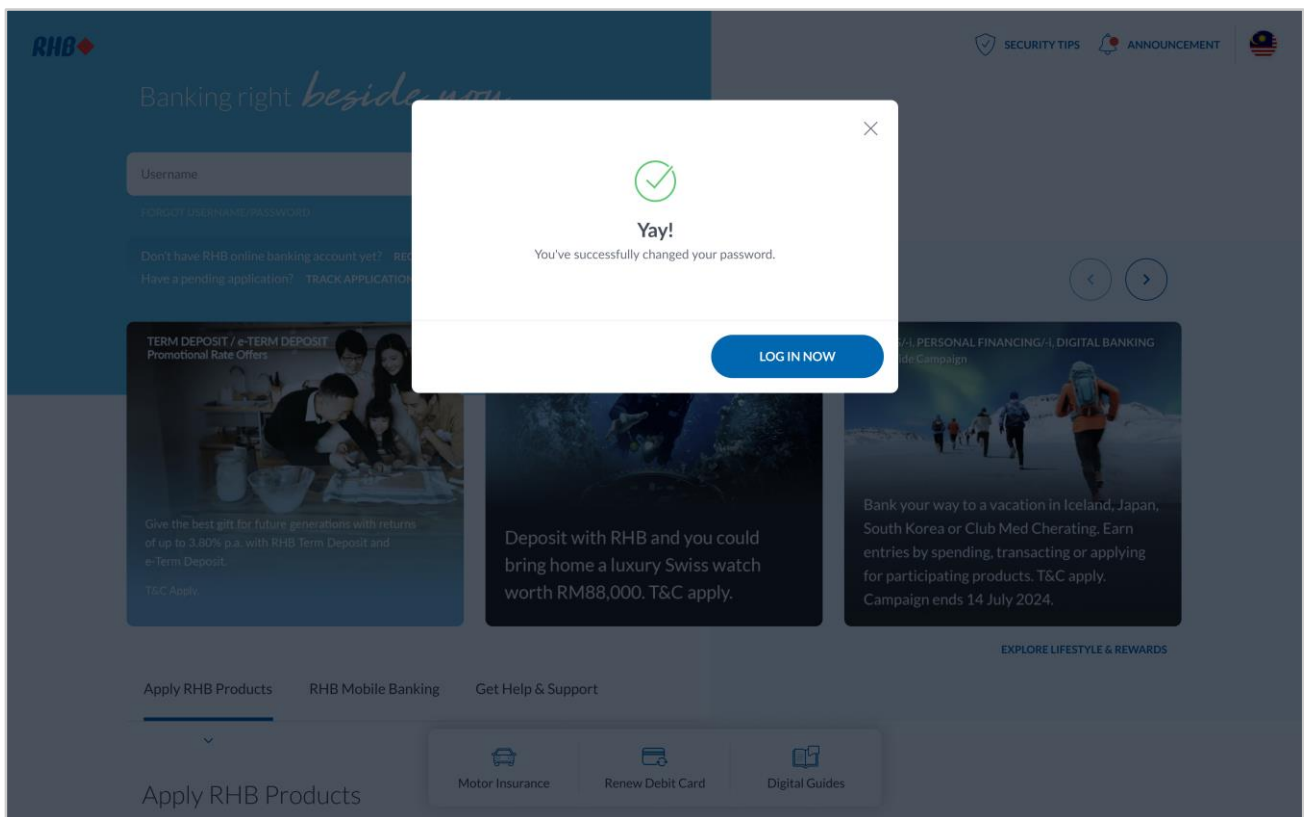 RHB
SECURITY TIPS
ANNOUNCEMENT
Banking right beside you
Username
FORGOT USERNAME/PASSWORD
Don't have RHB online banking account yet?
Have a pending application? TRACK APPLICATION
Yay!
You've successfully changed your password.
LOG IN NOW
TERM DEPOSIT / e-TERM DEPOSIT
Promotional Rate Offers
Give the best gift for future generations with returns
of up to 3.80% p.a. with RHB Term Deposit and
e-Term Deposit.
T&C Apply.
Deposit with RHB and you could
bring home a luxury Swiss watch
worth RM88,000. T&C apply.
PERSONAL FINANCING/-i, DIGITAL BANKING
Campaign
Bank your way to a vacation in Iceland, Japan,
South Korea or Club Med Cherating. Earn
entries by spending, transacting or applying
for participating products. T&C apply.
Campaign ends 14 July 2024.
EXPLORE LIFESTYLE & REWARDS
Apply RHB Products
RHB Mobile Banking
Get Help & Support
Motor Insurance
Renew Debit Card
Digital Guides
Apply RHB Products